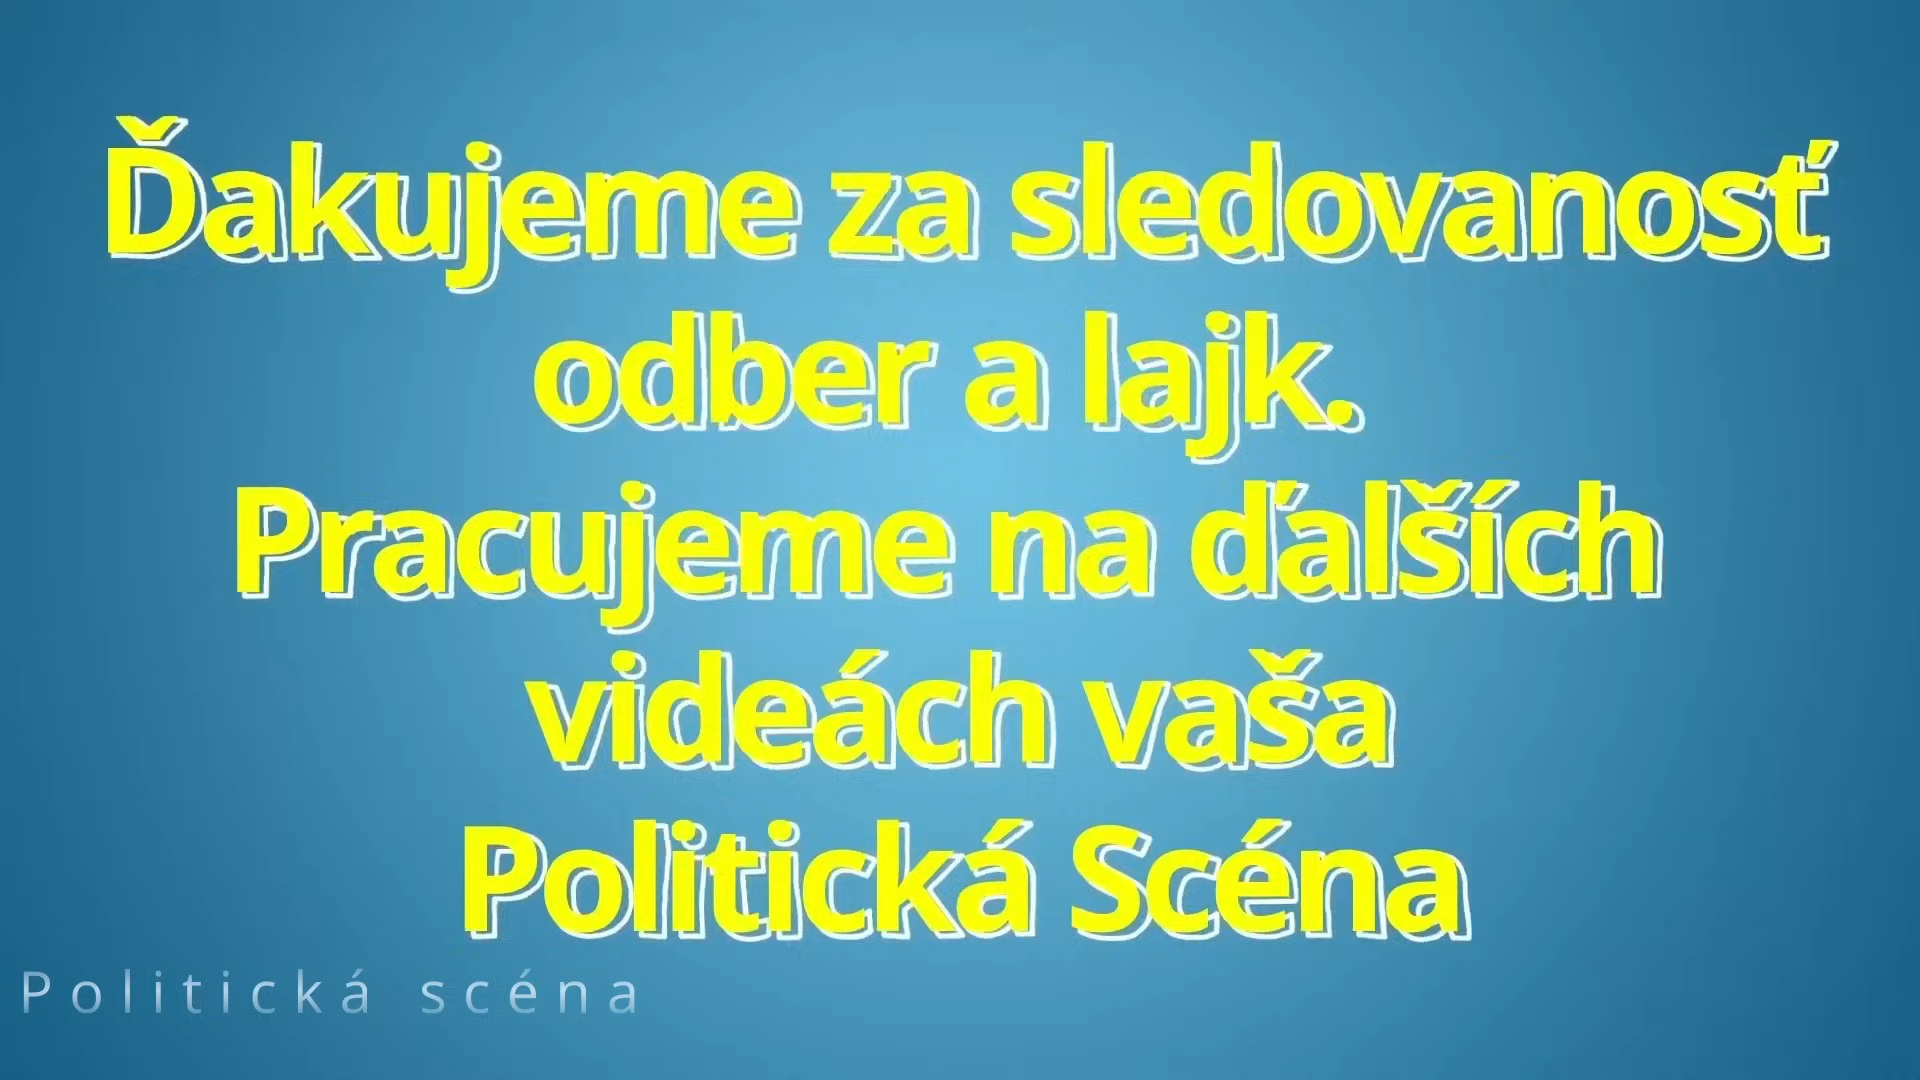 Ďakujeme za sledovanosť
odber a lajk.
Pracujeme na ďalších
videách vaša
Politická Scéna
Politická scéna